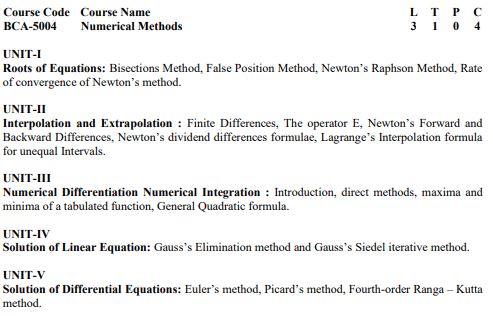 Course Code Course Name L T P C
BCA-5004 Numerical Methods 3 1 0 4
UNIT-I
Roots of Equations: Bisections Method, False Position Method, Newton's Raphson Method, Rate
of convergence of Newton's method.
UNIT-II
Interpolation and Extrapolation : Finite Differences, The operator E, Newton's Forward and
Backward Differences, Newton's dividend differences formulae, Lagrange's Interpolation formula
for unequal Intervals.
UNIT-III
Numerical Differentiation Numerical Integration : Introduction, direct methods, maxima and
minima of a tabulated function, General Quadratic formula.
UNIT-IV
Solution of Linear Equation: Gauss's Elimination method and Gauss's Siedel iterative method.
UNIT-V
Solution of Differential Equations: Euler's method, Picard's method, Fourth-order Ranga – Kutta
method.